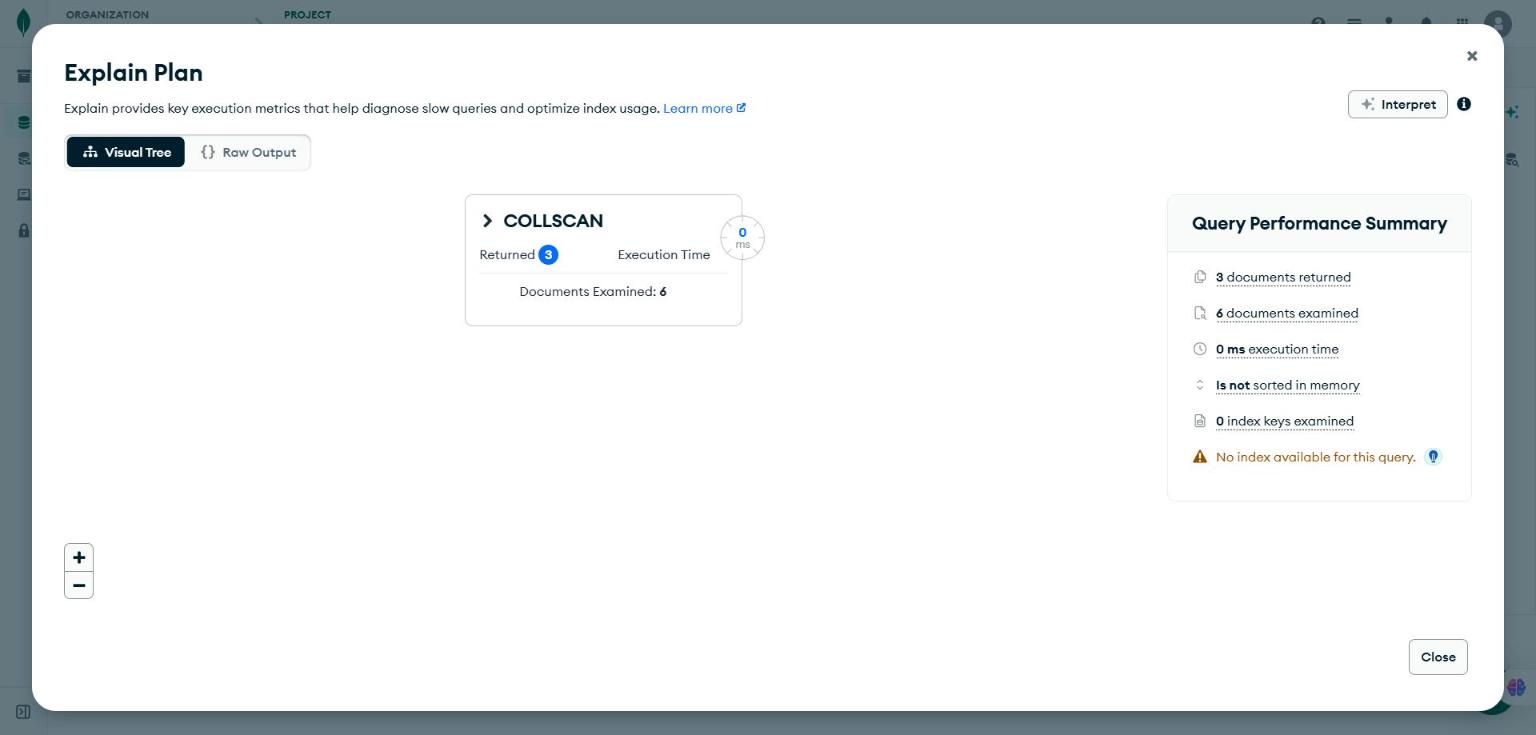 ORGANIZATION
PROJECT
Explain Plan
Explain provides key execution metrics that help diagnose slow queries and optimize index usage. Learn more
Interpret
Visual Tree
Raw Output
COLLSCAN
0
ms
Returned 3
Execution Time
Documents Examined: 6
Query Performance Summary
3 documents returned
6 documents examined
0 ms execution time
Is not sorted in memory
0 index keys examined
No index available for this query.
Close